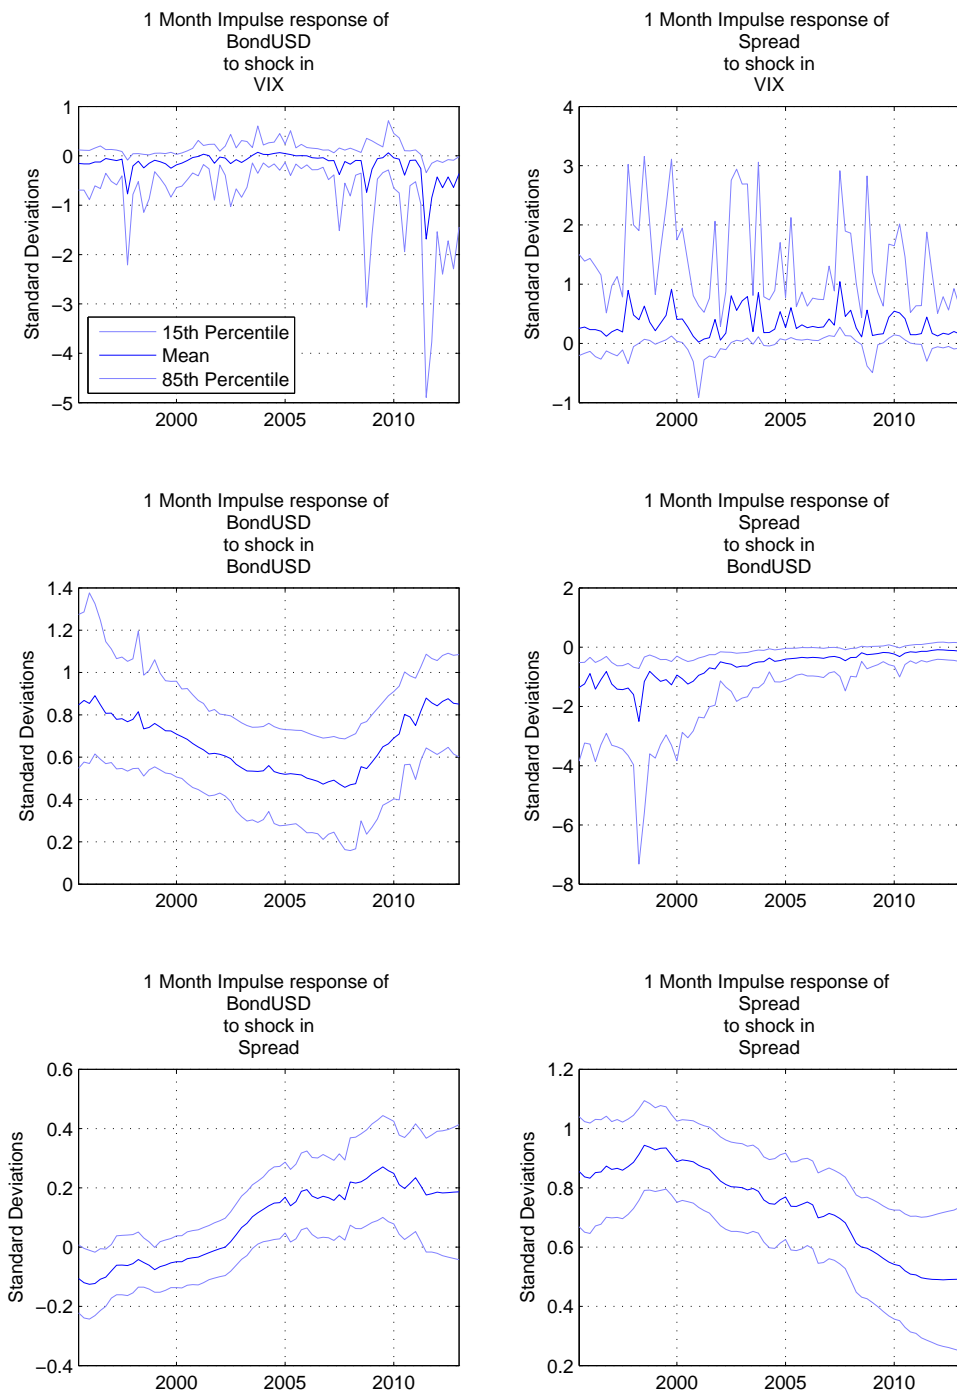 1 Month Impulse response of
BondUSD
to shock in
VIX
Standard Deviations
1
0
−1
−2
−3
−4
−5
15th Percentile
Mean
85th Percentile
2000
2005
2010
1 Month Impulse response of
Spread
to shock in
VIX
Standard Deviations
4
3
2
1
0
−1
2000
2005
2010
1 Month Impulse response of
BondUSD
to shock in
BondUSD
Standard Deviations
1.4
1.2
1
0.8
0.6
0.4
0.2
0
2000
2005
2010
1 Month Impulse response of
Spread
to shock in
BondUSD
Standard Deviations
2
0
−2
−4
−6
−8
2000
2005
2010
1 Month Impulse response of
BondUSD
to shock in
Spread
Standard Deviations
0.6
0.4
0.2
0
−0.2
−0.4
2000
2005
2010
1 Month Impulse response of
Spread
to shock in
Spread
Standard Deviations
1.2
1
0.8
0.6
0.4
0.2
2000
2005
2010